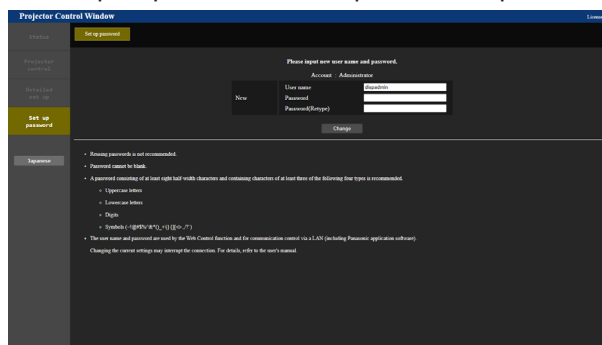 Projector Control Window
License
Status
Set up password
Projector
control
Please input new user name and password.
Account : Administrator
Detailed
set up
New
User name
dispadmin
Password
Password(Retype)
Set up
password
Change
Japanese
• Reusing passwords is not recommended.
• Password cannot be blank.
• A password consisting of at least eight half-width characters and containing characters of at least three of the following four types is recommended.
Uppercase letters
Lowercase letters
Digits
Symbols
• The user name and password are used by the Web Control function and for communication control via a LAN (including Panasonic application software).
Changing the current settings may interrupt the connection. For details, refer to the user's manual.